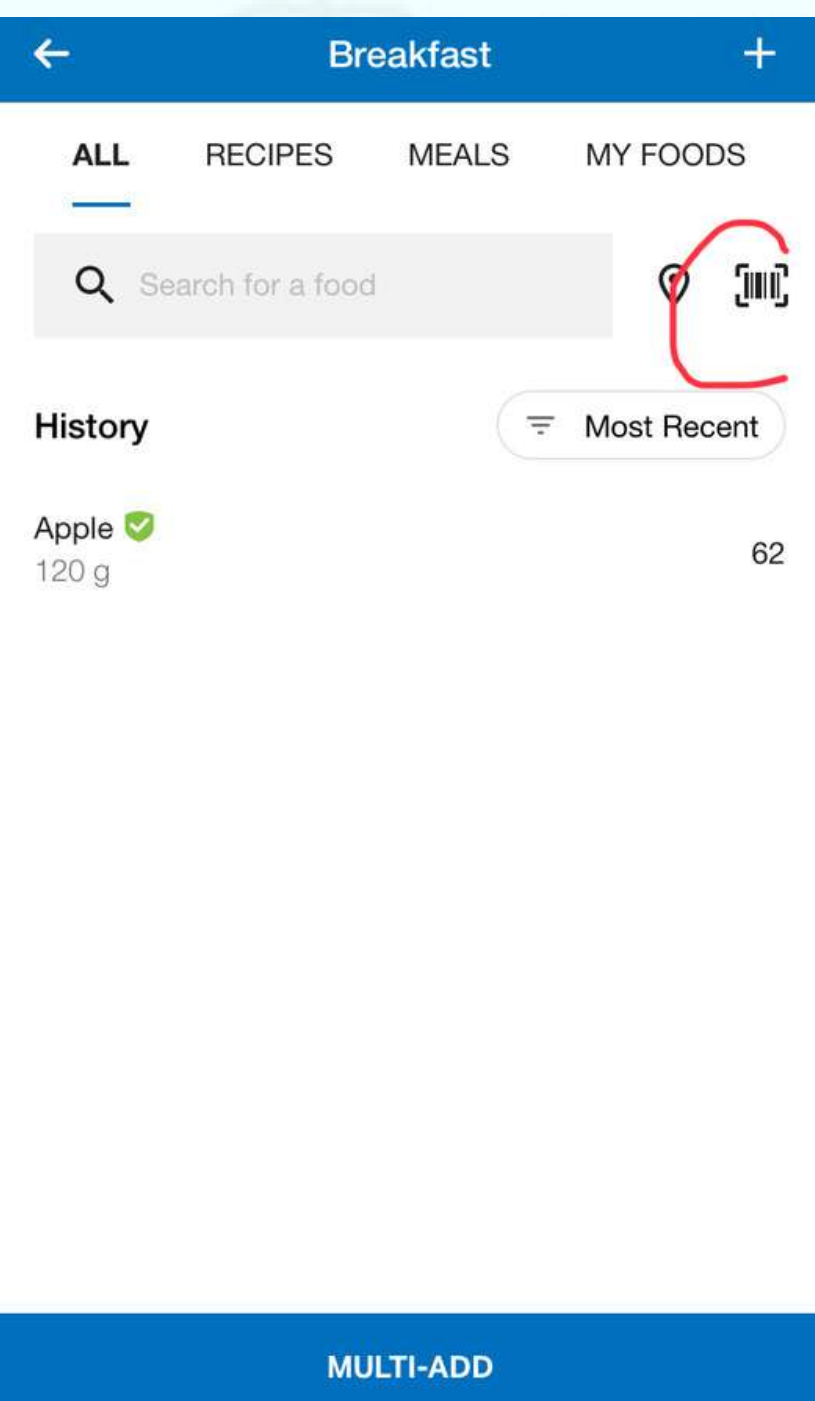 Breakfast
ALL RECIPES MEALS MY FOODS
Search for a food
History Most Recent
Apple
120 g
62
MULTI-ADD